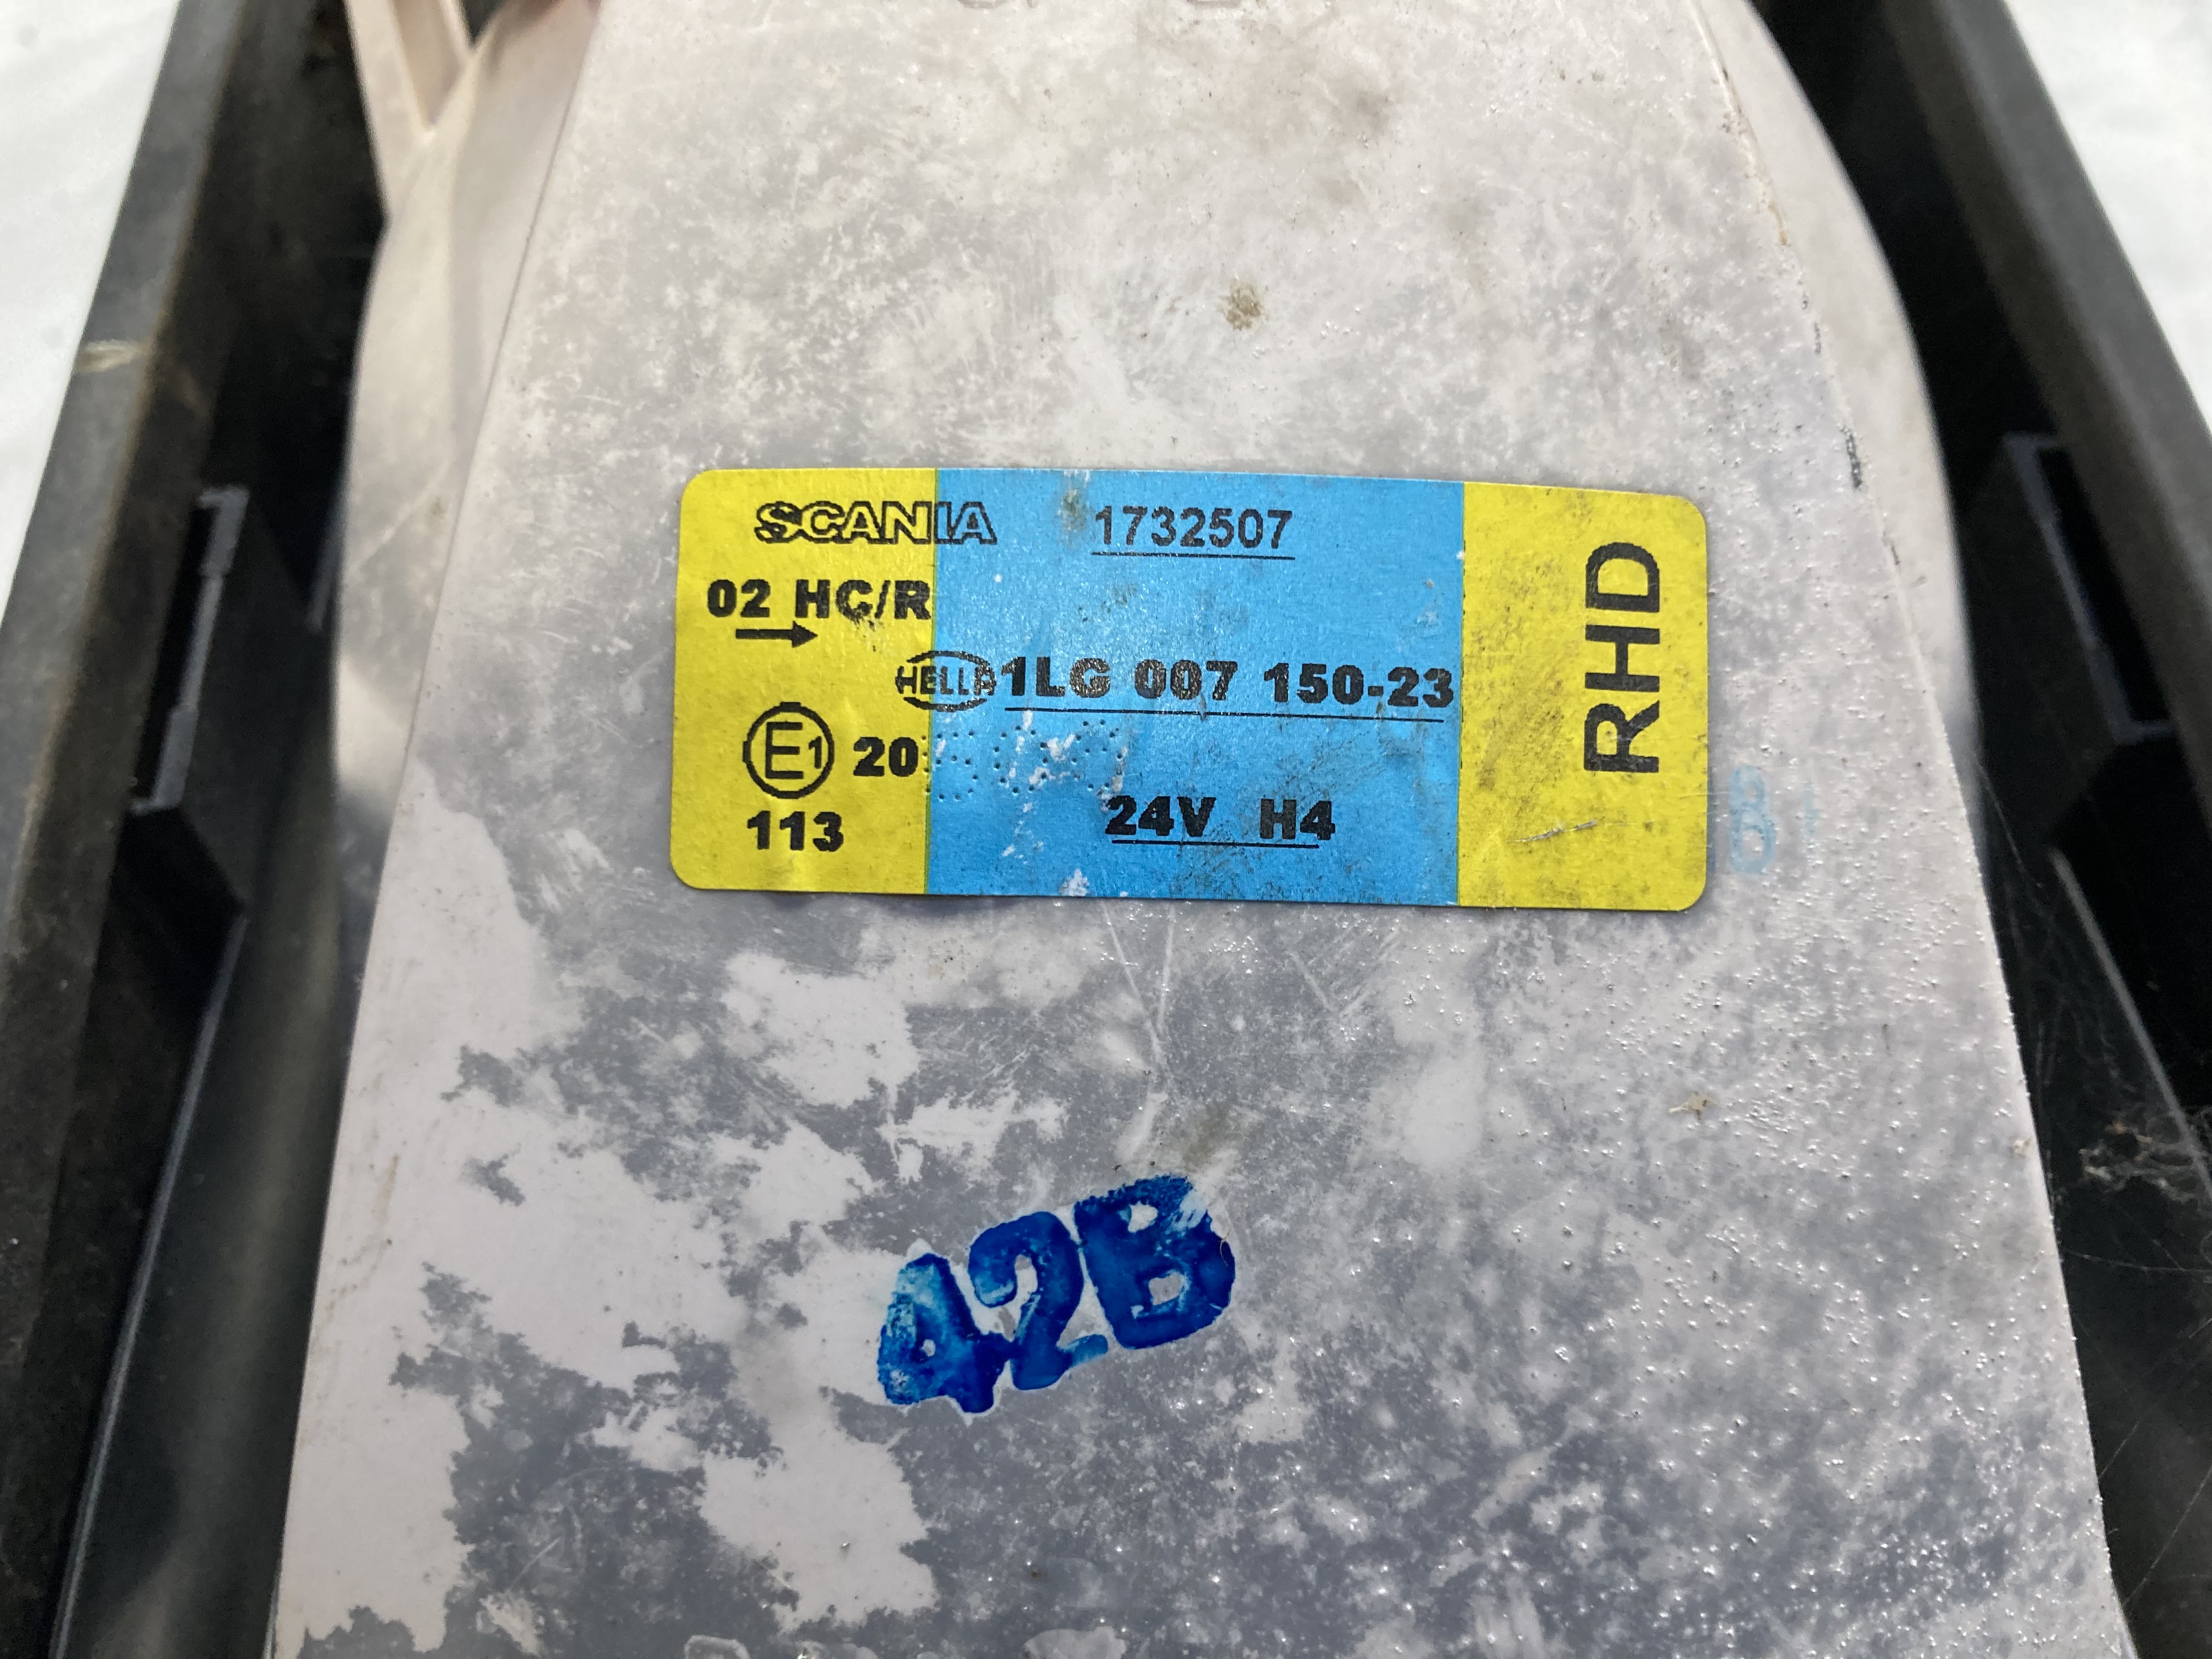 SCANIA 1732507
02 HC/R
→
HELLA 1LG 007 150-23
E1 20
113
24V H4
RHD
42B